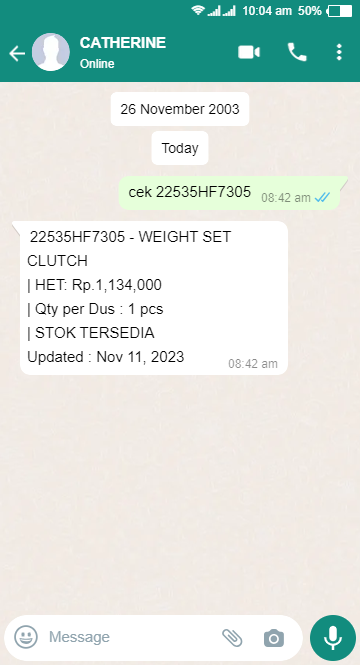 10:04 am 50%
CATHERINE
Online
26 November 2003
Today
cek 22535HF7305 08:42 am
22535HF7305 - WEIGHT SET
CLUTCH
| HET: Rp.1,134,000
| Qty per Dus : 1 pcs
| STOK TERSEDIA
Updated : Nov 11, 2023 08:42 am
Message